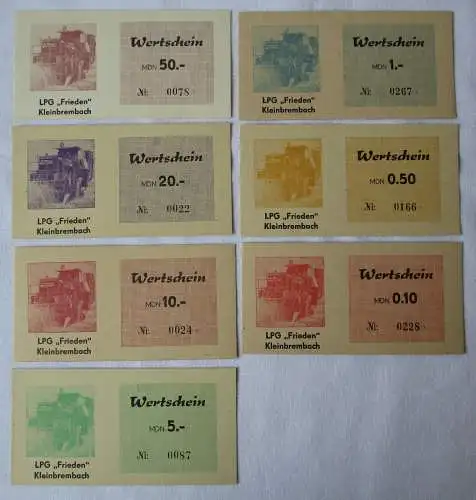 Wertschein
MDN 50.-
LPG „Frieden"
Kleinbrembach
№: 0078
Wertschein
MDN 1.-
LPG „Frieden"
Kleinbrembach
№: 0267
Wertschein
MDN 20.-
LPG „Frieden"
Kleinbrembach
№: 0022
Wertschein
MDN 0.50
LPG „Frieden"
Kleinbrembach
№: 0166
Wertschein
MDN 10.-
LPG „Frieden"
Kleinbrembach
№: 0024
Wertschein
MDN 0.10
LPG „Frieden"
Kleinbrembach
№: 0228
Wertschein
MDN 5.-
LPG „Frieden"
Kleinbrembach
№: 0087